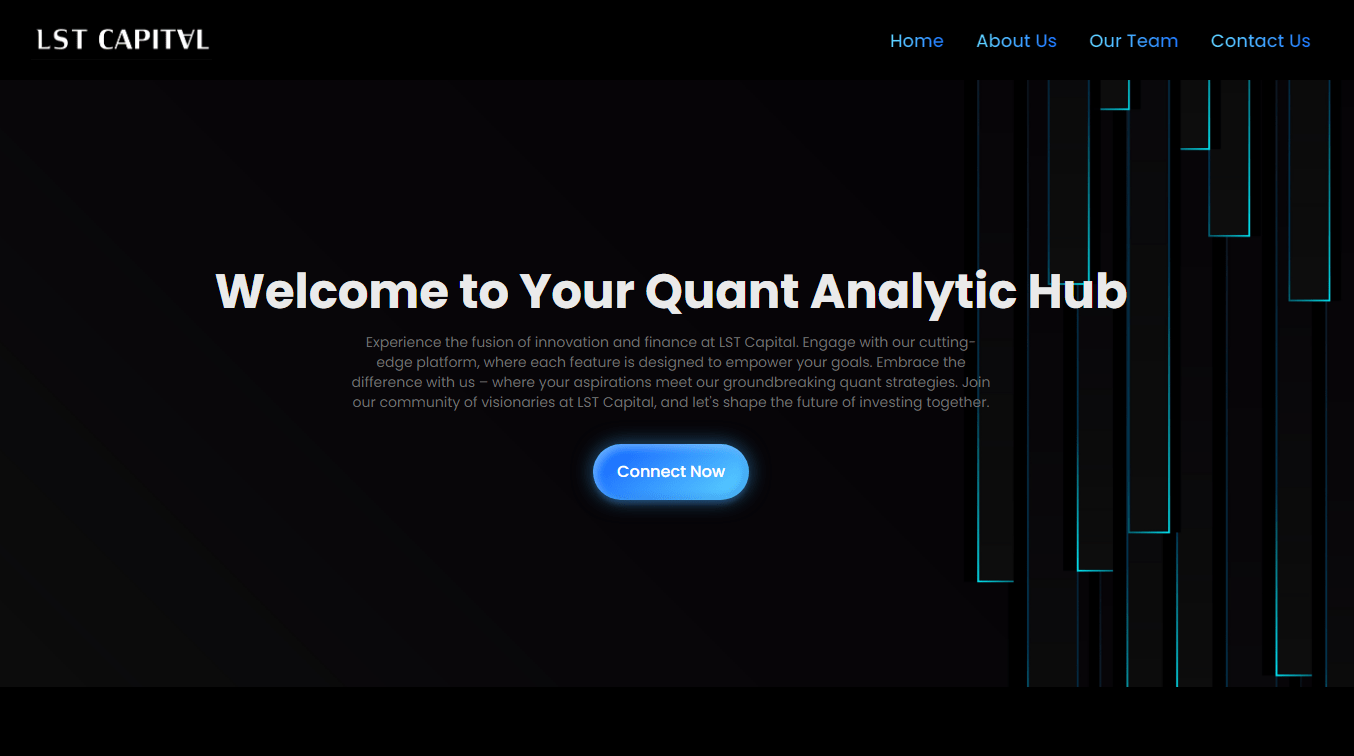 LST CAPITAL
Home
About Us
Our Team
Contact Us
Welcome to Your Quant Analytic Hub
Experience the fusion of innovation and finance at LST Capital. Engage with our cutting-
edge platform, where each feature is designed to empower your goals. Embrace the
difference with us – where your aspirations meet our groundbreaking quant strategies. Join
our community of visionaries at LST Capital, and let's shape the future of investing together.
Connect Now